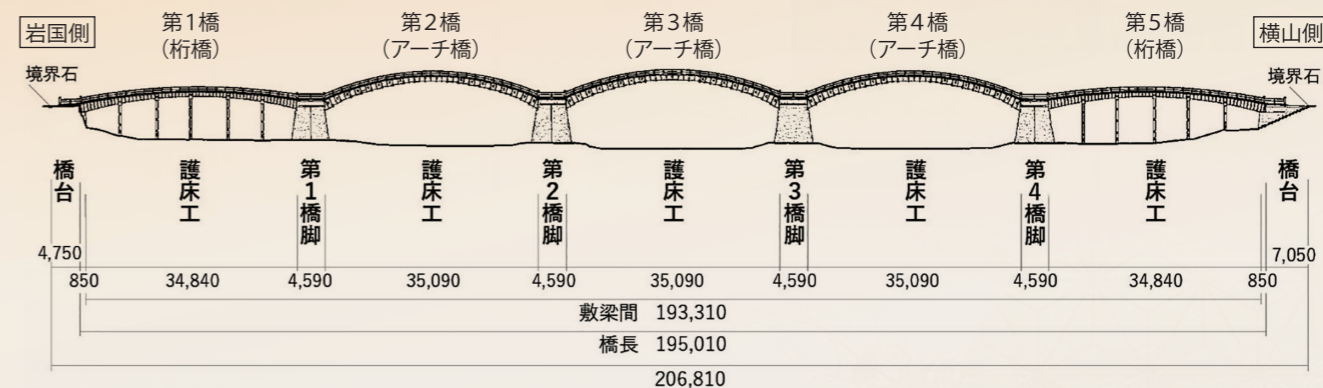 第1橋
第2橋
第3橋
第4橋
第5橋
岩国側
(桁橋)
(アーチ橋)
(アーチ橋)
(アーチ橋)
(桁橋)
横山側
境界石
境界石
橋台
護床工
第1橋脚
護床工
第2橋脚
護床工
第3橋脚
護床工
第4橋脚
護床工
橋台
4,750
7,050
850 34,840 4,590 35,090 4,590 35,090 4,590 35,090 4,590 34,840 850
敷梁間 193,310
橋長 195,010
206,810